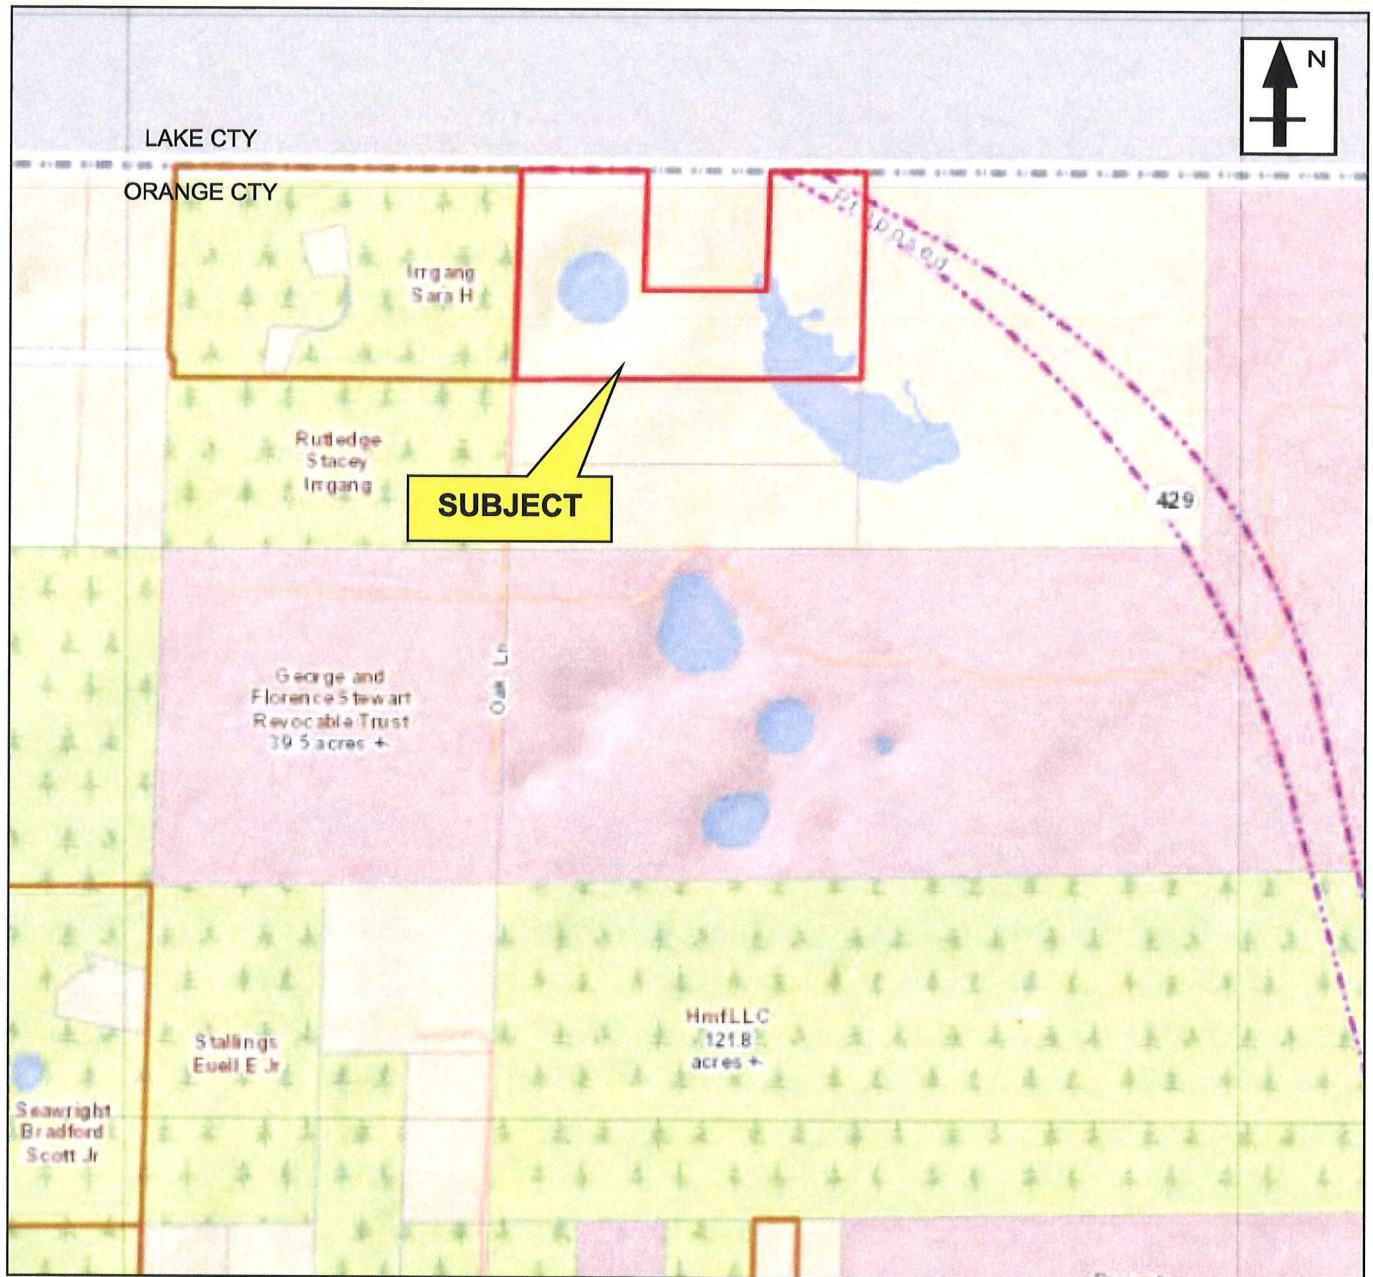 N
LAKE CTY
ORANGE CTY
Proposed
Irrgang
Sara H
Rutledge
Stacey
Irrgang
SUBJECT
429
George and
Florence Stewart
Revocable Trust
39.5 acres +-
Oak Ln
Hmf LLC
121.8
acres +-
Stallings
Euell E Jr
Seawright
Bradford
Scott Jr